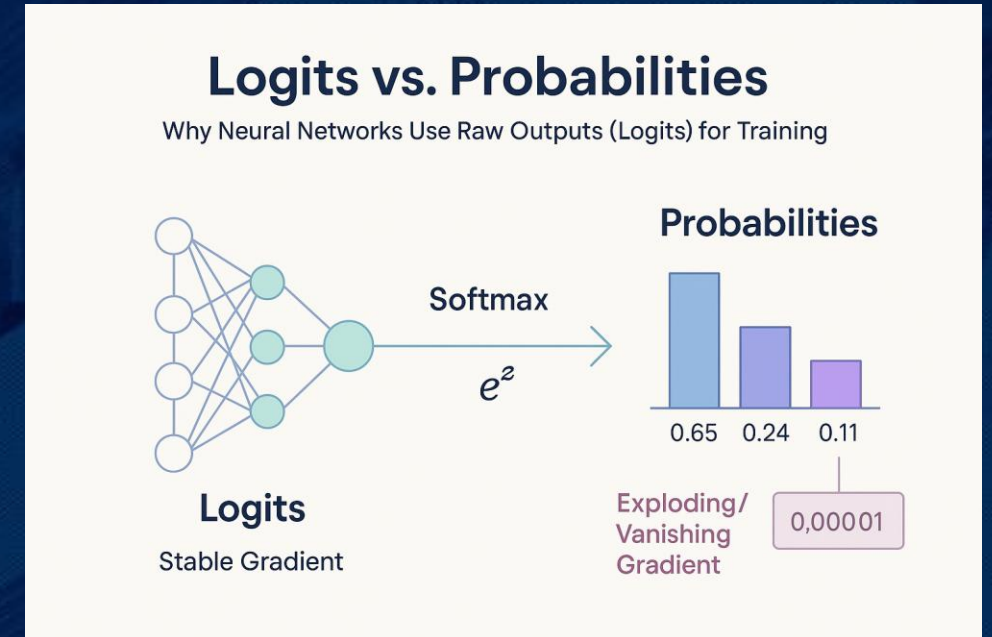 Logits vs. Probabilities
Why Neural Networks Use Raw Outputs (Logits) for Training
Probabilities
Softmax
e²
0.65 0.24 0.11
Logits
Stable Gradient
Exploding/
Vanishing
Gradient
0,00001